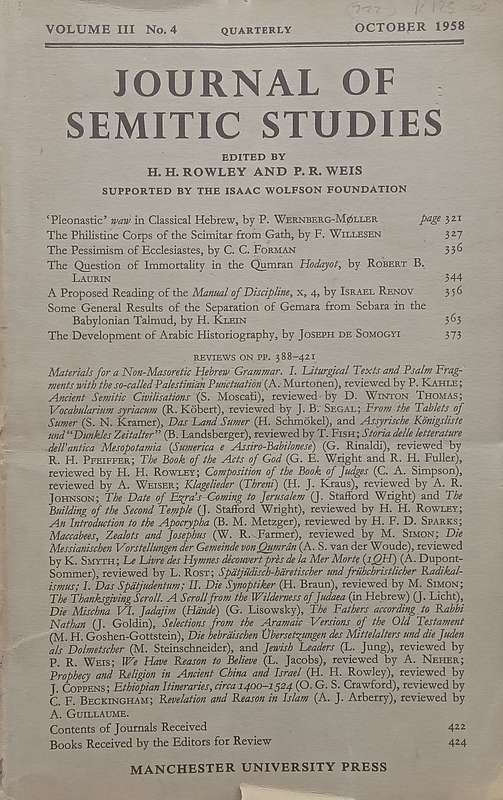 VOLUME III No. 4 QUARTERLY OCTOBER 1958
JOURNAL OF
SEMITIC STUDIES
EDITED BY
H. H. ROWLEY AND P. R. WEIS
SUPPORTED BY THE ISAAC WOLFSON FOUNDATION
‘Pleonastic’ waw in Classical Hebrew, by P. WERNBERG-MØLLER page 321
The Philistine Corps of the Scimitar from Gath, by F. WILLESEN 327
The Pessimism of Ecclesiastes, by C. C. FORMAN 336
The Question of Immortality in the Qumran Hodayot, by ROBERT B.
LAURIN 344
A Proposed Reading of the Manual of Discipline, x, 4, by ISRAEL RENOV 356
Some General Results of the Separation of Gemara from Sebara in the
Babylonian Talmud, by H. KLEIN 363
The Development of Arabic Historiography, by JOSEPH DE SOMOGYI 373
REVIEWS ON PP. 388–421
Materials for a Non-Masoretic Hebrew Grammar. I. Liturgical Texts and Psalm Frag-
ments with the so-called Palestinian Punctuation (A. Murtonen), reviewed by P. KAHLE;
Ancient Semitic Civilisations (S. Moscati), reviewed by D. WINTON THOMAS;
Vocabularium syriacum (R. Köbert), reviewed by J. B. SEGAL; From the Tablets of
Sumer (S. N. Kramer), Das Land Sumer (H. Schmökel), and Assyrische Königsliste
und “Dunkles Zeitalter” (B. Landsberger), reviewed by T. FISH; Storia delle letterature
dell’antica Mesopotamia (Sumerica e Assiro-Babilonese) (G. Rinaldi), reviewed by
R. H. PFEIFFER; The Book of the Acts of God (G. E. Wright and R. H. Fuller),
reviewed by H. H. ROWLEY; Composition of the Book of Judges (C. A. Simpson),
reviewed by A. WEISER; Klagelieder (Threni) (H. J. Kraus), reviewed by A. R.
JOHNSON; The Date of Ezra’s Coming to Jerusalem (J. Stafford Wright) and The
Building of the Second Temple (J. Stafford Wright), reviewed by H. H. ROWLEY;
An Introduction to the Apocrypha (B. M. Metzger), reviewed by H. F. D. SPARKS;
Maccabees, Zealots and Josephus (W. R. Farmer), reviewed by M. SIMON; Die
Messianischen Vorstellungen der Gemeinde von Qumrân (A. S. van der Woude), reviewed
by K. SMYTH; Le Livre des Hymnes découvert près de la Mer Morte (1QH) (A. Dupont-
Sommer), reviewed by L. ROST; Spätjüdisch-häretischer und frühchristlicher Radikal-
ismus; I. Das Spätjudentum; II. Die Synoptiker (H. Braun), reviewed by M. SIMON;
The Thanksgiving Scroll. A Scroll from the Wilderness of Judaea (in Hebrew) (J. Licht),
Die Mischna VI. Jadajim (Hände) (G. Lisowsky), The Fathers according to Rabbi
Nathan (J. Goldin), Selections from the Aramaic Versions of the Old Testament
(M. H. Goshen-Gottstein), Die hebräischen Übersetzungen des Mittelalters und die Juden
als Dolmetscher (M. Steinschneider), and Jewish Leaders (L. Jung), reviewed by
P. R. WEIS; We Have Reason to Believe (L. Jacobs), reviewed by A. NEHER;
Prophecy and Religion in Ancient China and Israel (H. H. Rowley), reviewed by
J. COPPENS; Ethiopian Itineraries, circa 1400–1524 (O. G. S. Crawford), reviewed by
C. F. BECKINGHAM; Revelation and Reason in Islam (A. J. Arberry), reviewed by
A. GUILLAUME.
Contents of Journals Received 422
Books Received by the Editors for Review 424
MANCHESTER UNIVERSITY PRESS